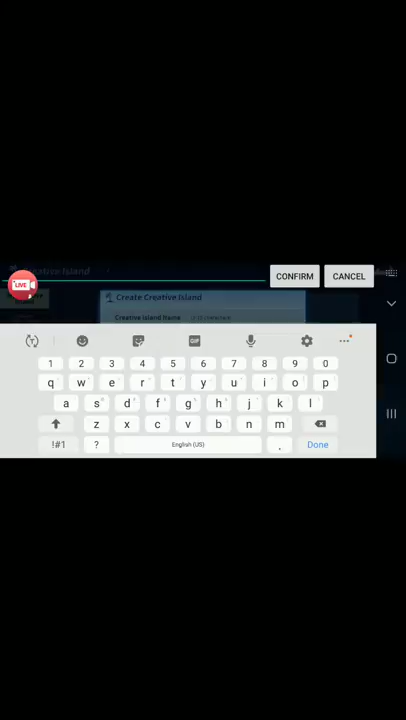 Creative Island
CONFIRM
CANCEL
LIVE
Create Creative Island
Creative Island Name
characters
GIF
1 2 3 4 5 6 7 8 9 0
q w e r t y u i o p
a s d f g h j k l
z x c v b n m
!#1 ? English (US) . Done